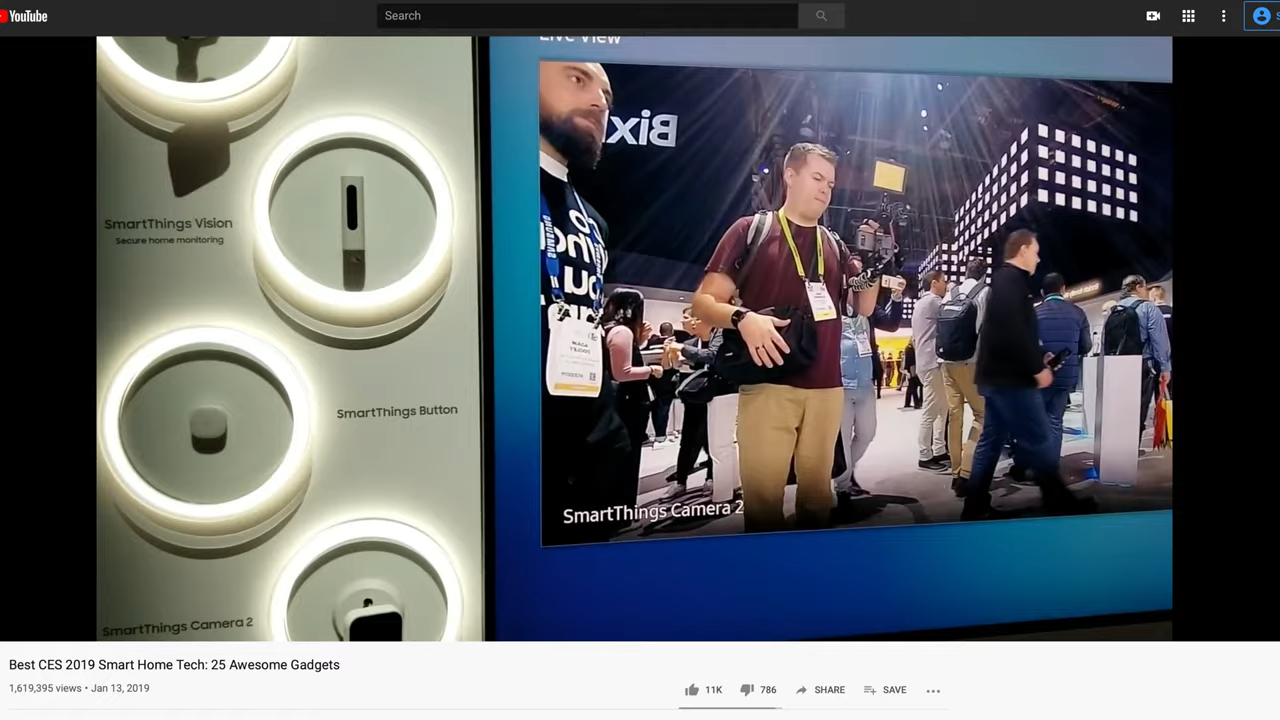 YouTube
Search
Live View
Bix
SmartThings Vision
Secure home monitoring
SmartThings Button
SmartThings Camera 2
SmartThings Camera 2
Best CES 2019 Smart Home Tech: 25 Awesome Gadgets
1,619,395 views • Jan 13, 2019
11K
786
SHARE
SAVE